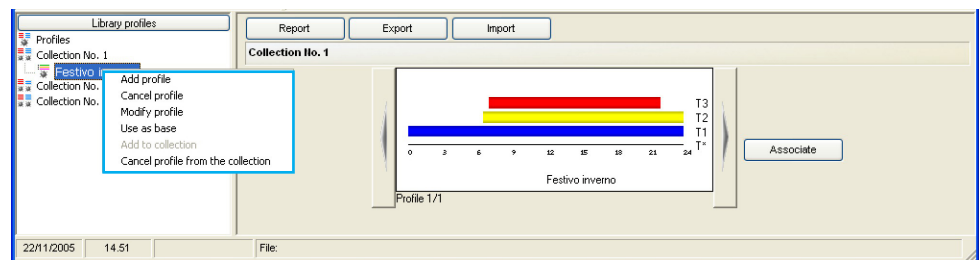 Library profiles
Profiles
Collection No. 1
Festivo
Collection No.
Collection No.
Add profile
Cancel profile
Modify profile
Use as base
Add to collection
Cancel profile from the collection
Report Export Import
Collection No. 1
T3
T2
T1
T*
0 3 6 9 12 15 18 21 24
Festivo inverno
Profile 1/1
Associate
22/11/2005 14.51 File: